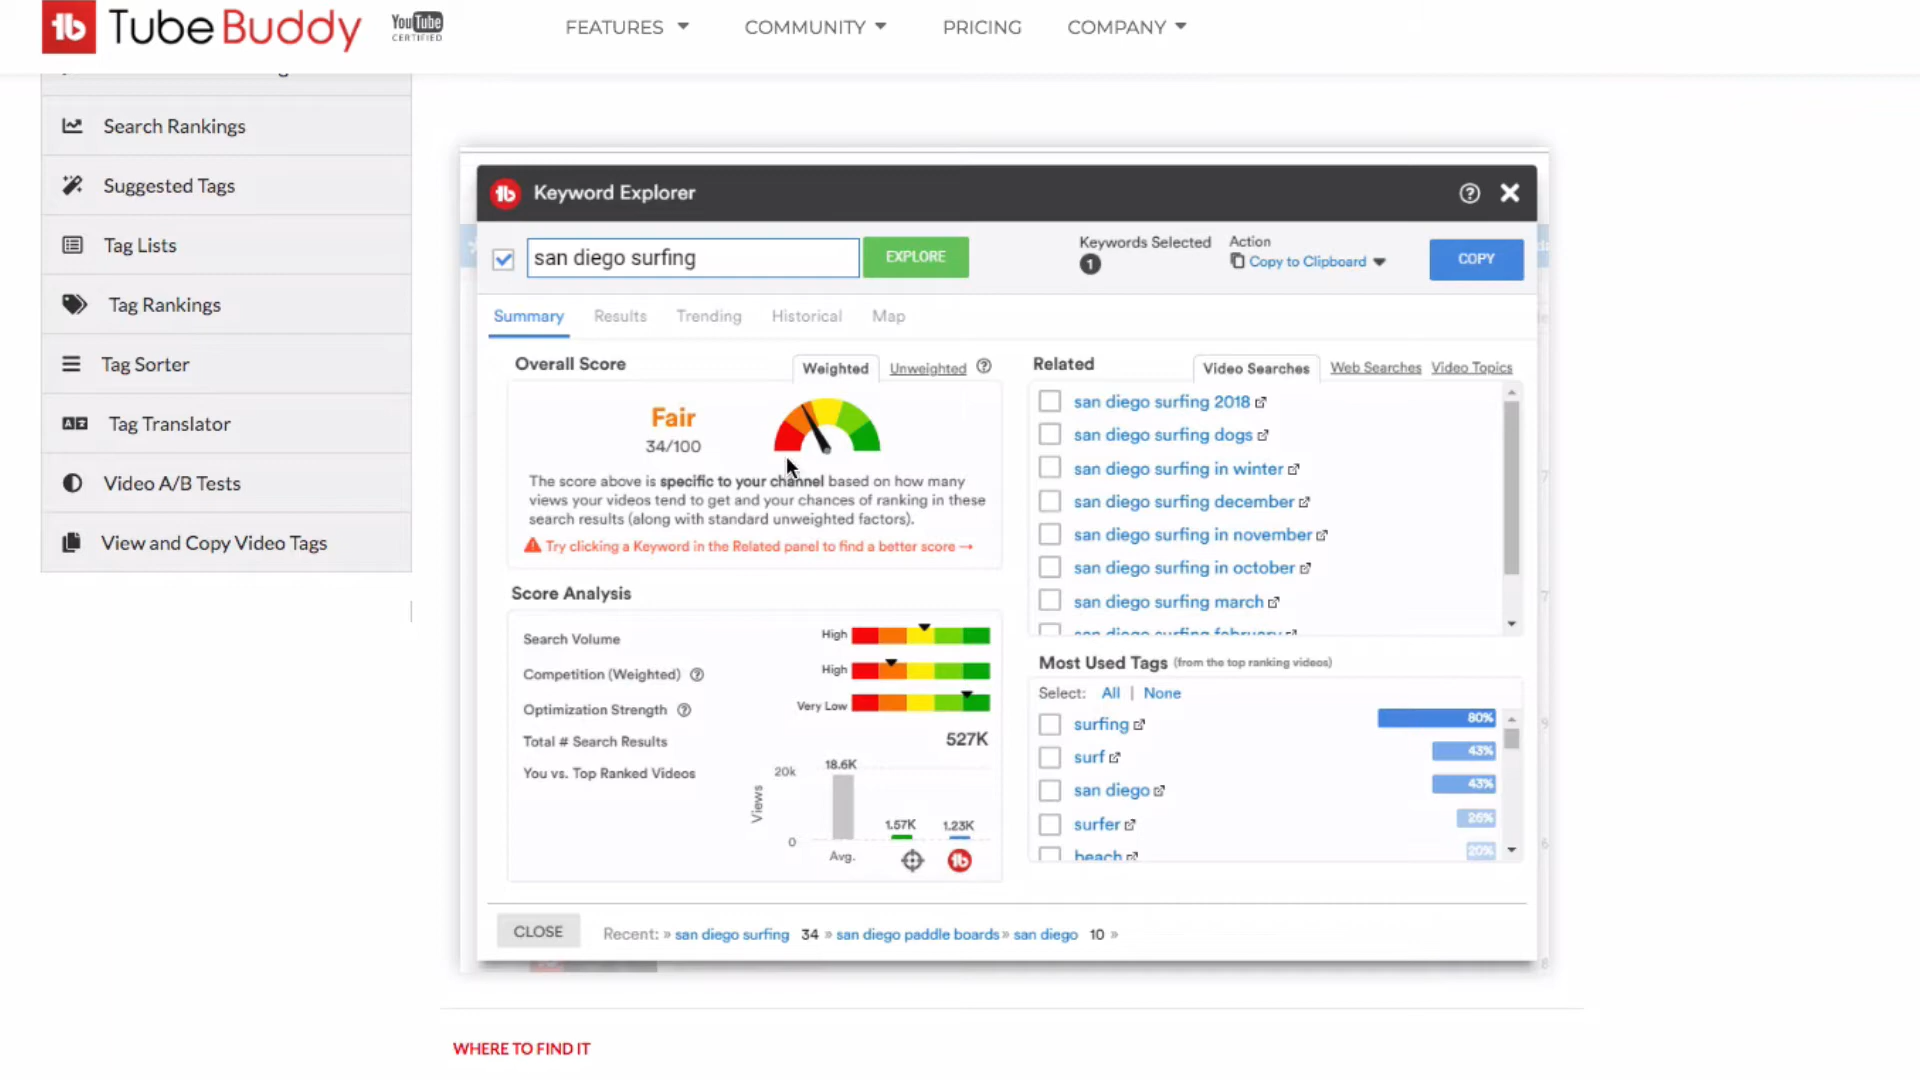 TubeBuddy
YouTube
CERTIFIED
FEATURES
COMMUNITY
PRICING
COMPANY
Search Rankings
Suggested Tags
Tag Lists
Tag Rankings
Tag Sorter
Tag Translator
Video A/B Tests
View and Copy Video Tags
Keyword Explorer
san diego surfing
EXPLORE
Keywords Selected
1
Action
Copy to Clipboard
COPY
Summary
Results
Trending
Historical
Map
Overall Score
Weighted
Unweighted
Fair
34/100
The score above is specific to your channel based on how many
views your videos tend to get and your chances of ranking in these
search results (along with standard unweighted factors).
Try clicking a Keyword in the Related panel to find a better score →
Score Analysis
Search Volume
High
Competition (Weighted)
High
Optimization Strength
Very Low
Total # Search Results
527K
You vs. Top Ranked Videos
Views
20k
0
18.6K
1.57K
1.23K
Avg.
Related
Video Searches
Web Searches
Video Topics
san diego surfing 2018
san diego surfing dogs
san diego surfing in winter
san diego surfing december
san diego surfing in november
san diego surfing in october
san diego surfing march
san diego surfing february
Most Used Tags (from the top ranking videos)
Select: All | None
surfing 80%
surf 43%
san diego 43%
surfer 26%
beach 20%
CLOSE
Recent: » san diego surfing 34 » san diego paddle boards » san diego 10 »
WHERE TO FIND IT